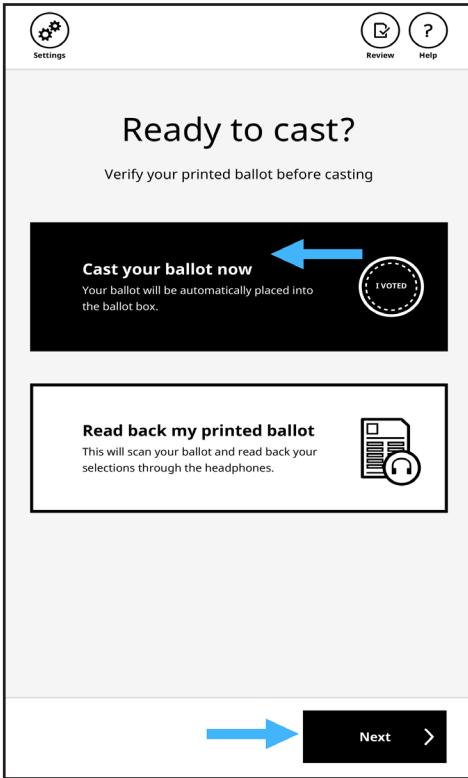 Settings
Review
Help
?
Ready to cast?
Verify your printed ballot before casting
Cast your ballot now
Your ballot will be automatically placed into
the ballot box.
I VOTED
Read back my printed ballot
This will scan your ballot and read back your
selections through the headphones.
Next